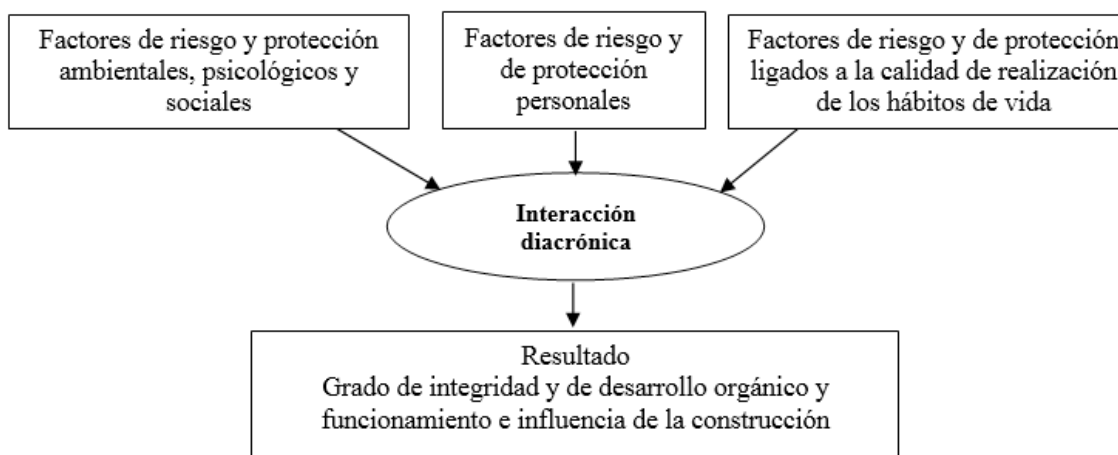 Factores de riesgo y protección
ambientales, psicológicos y
sociales
Factores de riesgo y
de protección
personales
Factores de riesgo y de protección
ligados a la calidad de realización
de los hábitos de vida
Interacción
diacrónica
Resultado
Grado de integridad y de desarrollo orgánico y
funcionamiento e influencia de la construcción